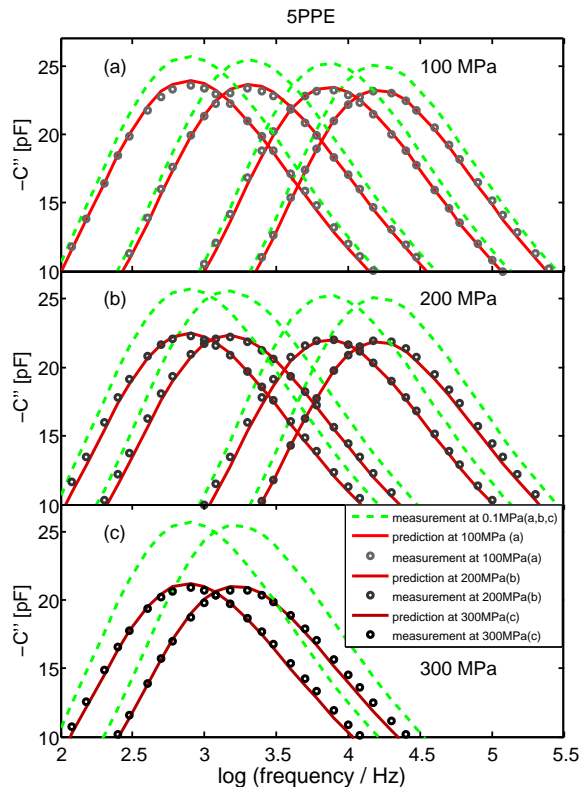 5PPE
(a)
100 MPa
−C'' [pF]
25
20
15
10
(b)
200 MPa
−C'' [pF]
25
20
15
10
(c)
measurement at 0.1MPa(a,b,c)
prediction at 100MPa (a)
measurement at 100MPa(a)
prediction at 200MPa(b)
measurement at 200MPa(b)
prediction at 300MPa(c)
measurement at 300MPa(c)
300 MPa
−C'' [pF]
25
20
15
10
2 2.5 3 3.5 4 4.5 5 5.5
log (frequency / Hz)